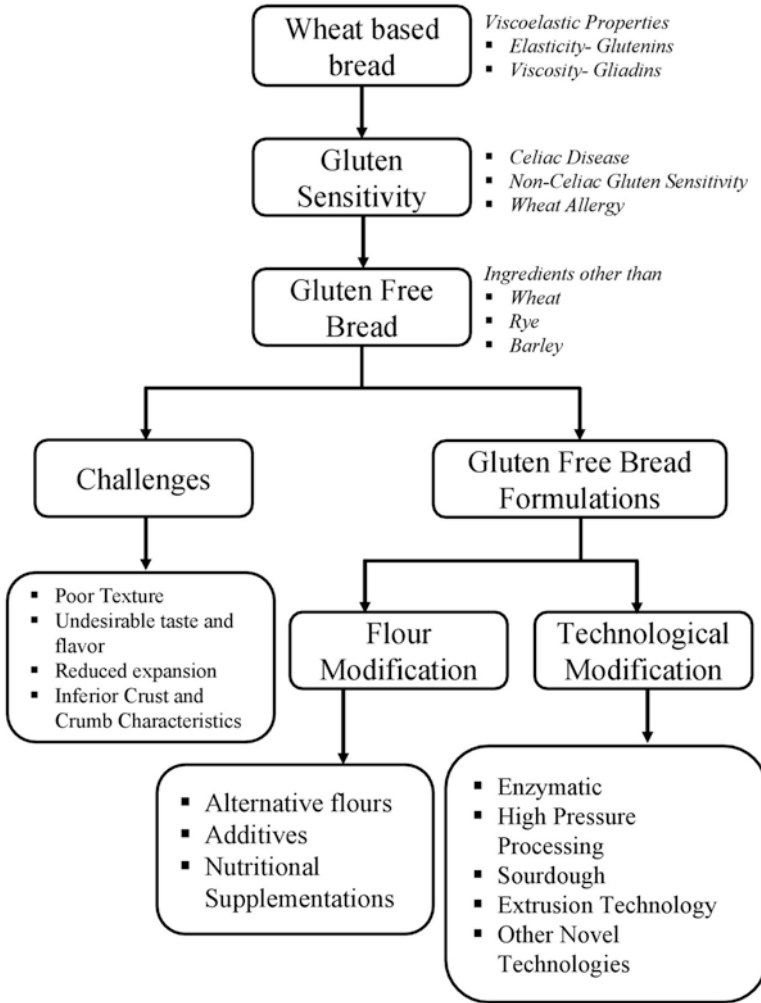 Wheat based
bread
Viscoelastic Properties
▪ Elasticity- Glutenins
▪ Viscosity- Gliadins
Gluten
Sensitivity
▪ Celiac Disease
▪ Non-Celiac Gluten Sensitivity
▪ Wheat Allergy
Gluten Free
Bread
Ingredients other than
▪ Wheat
▪ Rye
▪ Barley
Challenges
Gluten Free Bread
Formulations
▪ Poor Texture
▪ Undesirable taste and
flavor
▪ Reduced expansion
▪ Inferior Crust and
Crumb Characteristics
Flour
Modification
Technological
Modification
▪ Alternative flours
▪ Additives
▪ Nutritional
Supplementations
▪ Enzymatic
▪ High Pressure
Processing
▪ Sourdough
▪ Extrusion Technology
▪ Other Novel
Technologies